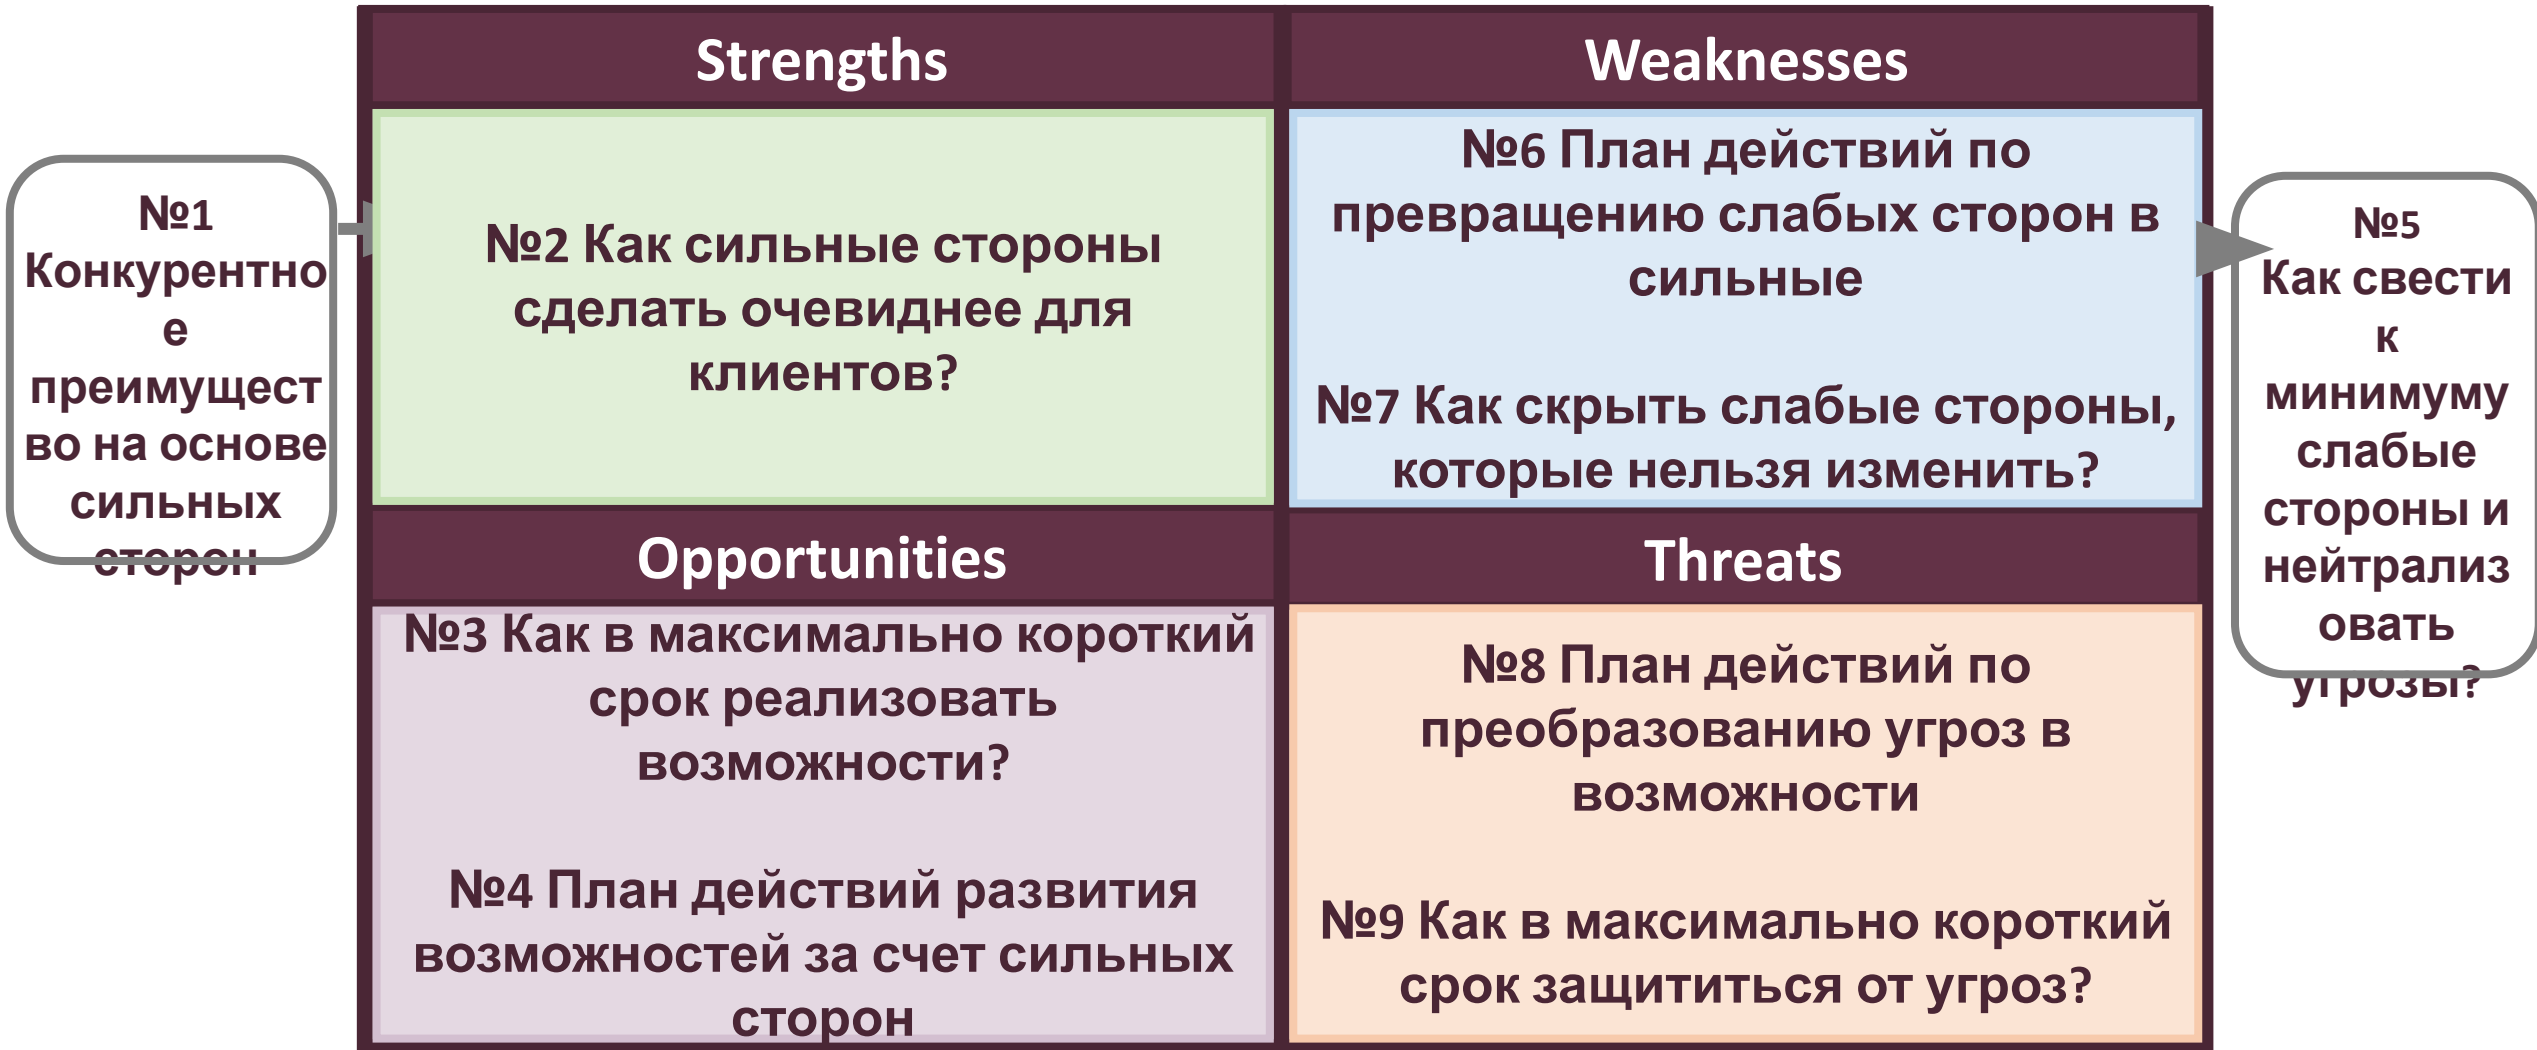 Strengths
Weaknesses
№1
Конкурентно
е
преимущест
во на основе
сильных
сторон
№2 Как сильные стороны
сделать очевиднее для
клиентов?
№6 План действий по
превращению слабых сторон в
сильные
№7 Как скрыть слабые стороны,
которые нельзя изменить?
№5
Как свести
к
минимуму
слабые
стороны и
нейтрализ
овать
угрозы?
Opportunities
Threats
№3 Как в максимально короткий
срок реализовать
возможности?
№4 План действий развития
возможностей за счет сильных
сторон
№8 План действий по
преобразованию угроз в
возможности
№9 Как в максимально короткий
срок защититься от угроз?